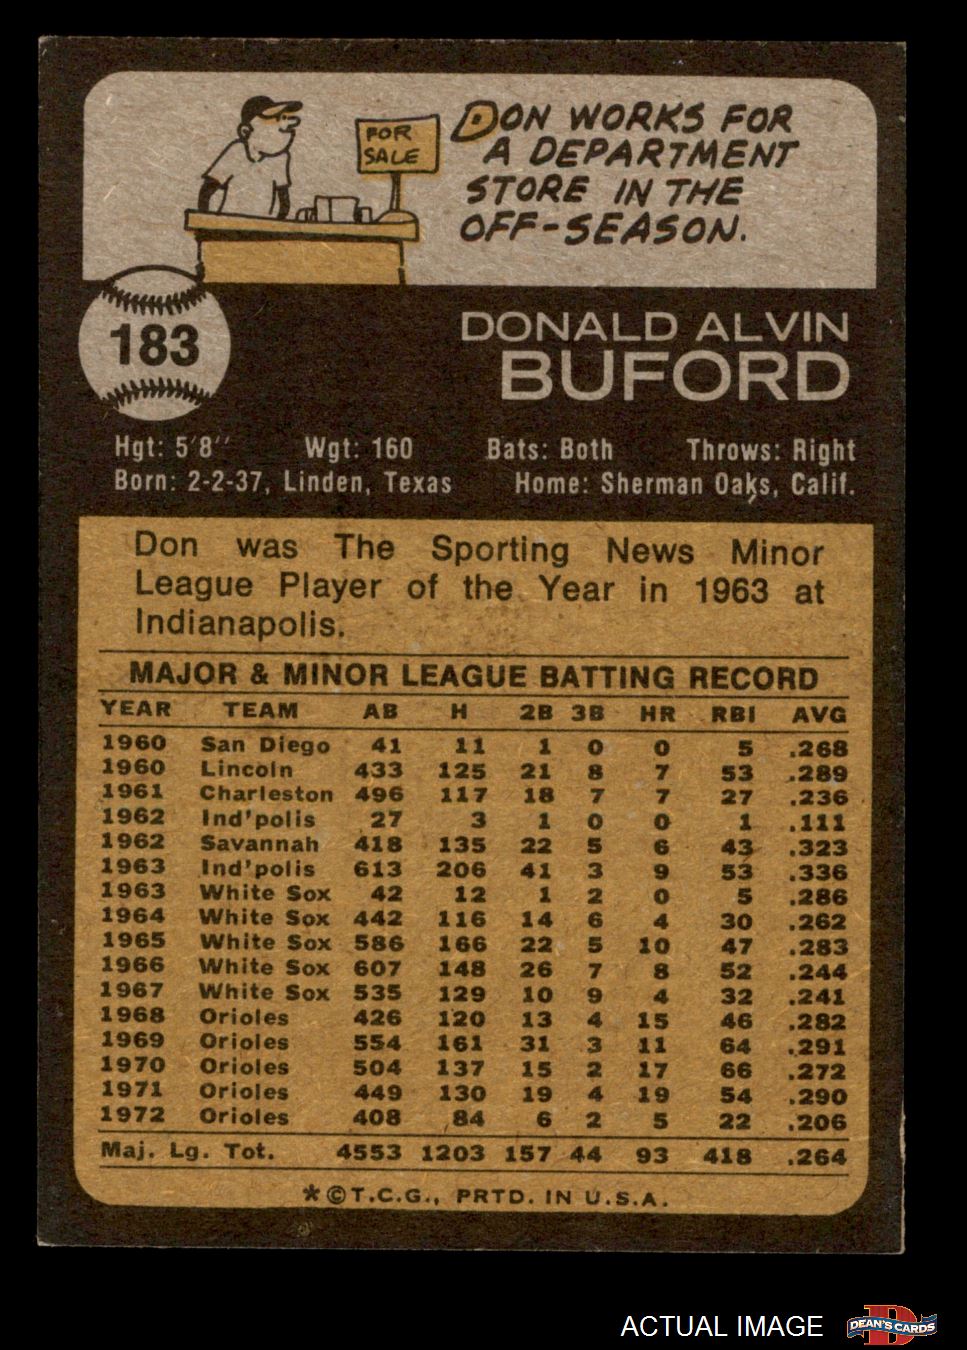 FOR
SALE
DON WORKS FOR
A DEPARTMENT
STORE IN THE
OFF-SEASON.
183
DONALD ALVIN
BUFORD
Hgt: 5'8'' Wgt: 160 Bats: Both Throws: Right
Born: 2-2-37, Linden, Texas Home: Sherman Oaks, Calif.
Don was The Sporting News Minor
League Player of the Year in 1963 at
Indianapolis.
MAJOR & MINOR LEAGUE BATTING RECORD
YEAR TEAM AB H 2B 3B HR RBI AVG
1960 San Diego 41 11 1 0 0 5 .268
1960 Lincoln 433 125 21 8 7 53 .289
1961 Charleston 496 117 18 7 7 27 .236
1962 Ind'polis 27 3 1 0 0 1 .111
1962 Savannah 418 135 22 5 6 43 .323
1963 Ind'polis 613 206 41 3 9 53 .336
1963 White Sox 42 12 1 2 0 5 .286
1964 White Sox 442 116 14 6 4 30 .262
1965 White Sox 586 166 22 5 10 47 .283
1966 White Sox 607 148 26 7 8 52 .244
1967 White Sox 535 129 10 9 4 32 .241
1968 Orioles 426 120 13 4 15 46 .282
1969 Orioles 554 161 31 3 11 64 .291
1970 Orioles 504 137 15 2 17 66 .272
1971 Orioles 449 130 19 4 19 54 .290
1972 Orioles 408 84 6 2 5 22 .206
Maj. Lg. Tot. 4553 1203 157 44 93 418 .264
*©T.C.G., PRTD. IN U.S.A.
ACTUAL IMAGE
D
DEAN'S CARDS